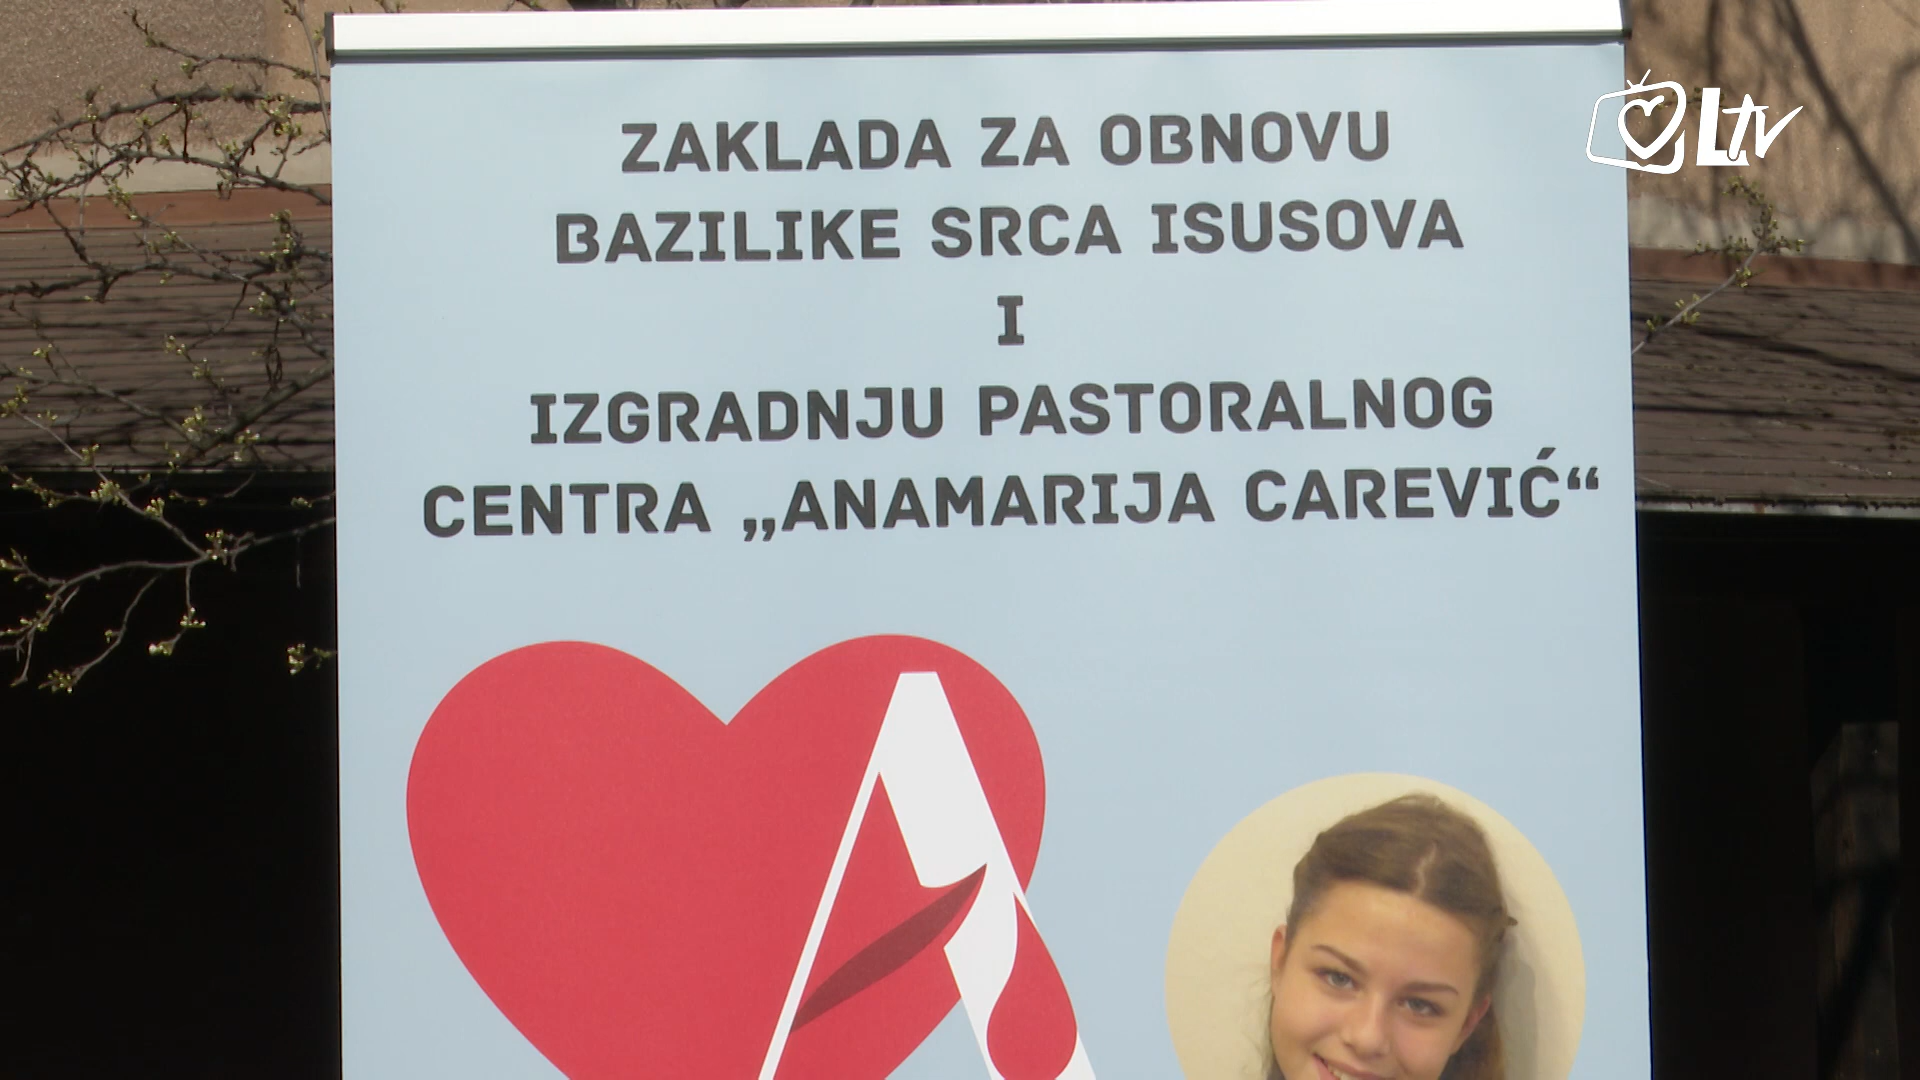 Ltv
ZAKLADA ZA OBNOVU
BAZILIKE SRCA ISUSOVA
I
IZGRADNJU PASTORALNOG
CENTRA „ANAMARIJA CAREVIĆ“